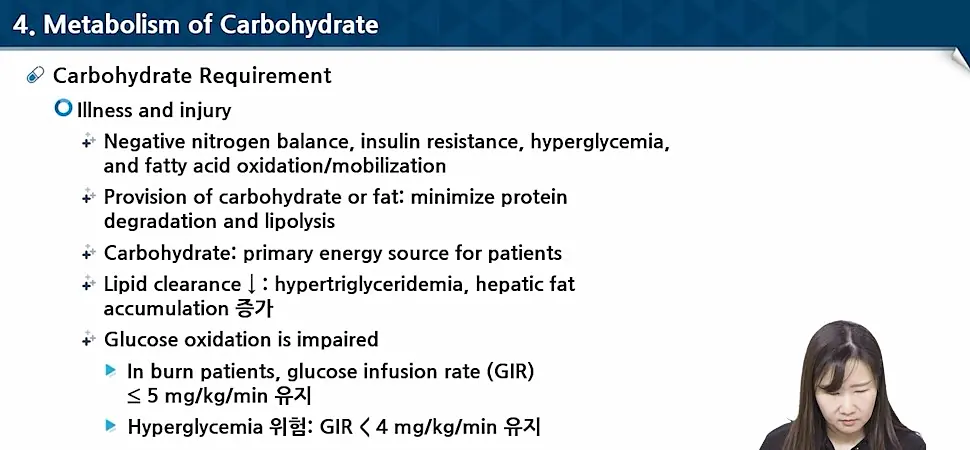 4. Metabolism of Carbohydrate
Carbohydrate Requirement
Illness and injury
Negative nitrogen balance, insulin resistance, hyperglycemia,
and fatty acid oxidation/mobilization
Provision of carbohydrate or fat: minimize protein
degradation and lipolysis
Carbohydrate: primary energy source for patients
Lipid clearance↓: hypertriglyceridemia, hepatic fat
accumulation 증가
Glucose oxidation is impaired
In burn patients, glucose infusion rate (GIR)
≤ 5 mg/kg/min 유지
Hyperglycemia 위험: GIR < 4 mg/kg/min 유지